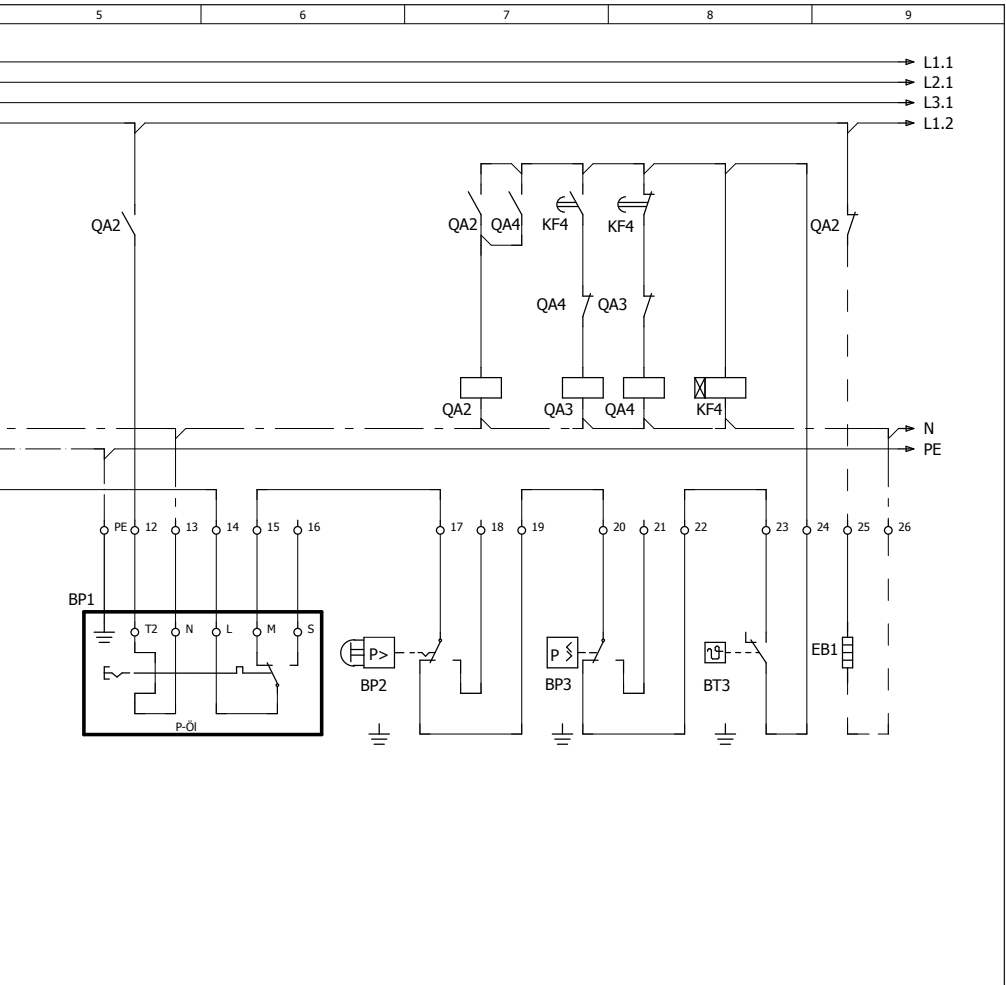 5 6 7 8 9
L1.1
L2.1
L3.1
L1.2
QA2 QA2 QA4 KF4 KF4 QA2
QA4 QA3
QA2 QA3 QA4 KF4
N
PE
PE 12 13 14 15 16 17 18 19 20 21 22 23 24 25 26
BP1
T2 N L M S
P> P ϑ EB1
BP2 BP3 BT3
P-Öl